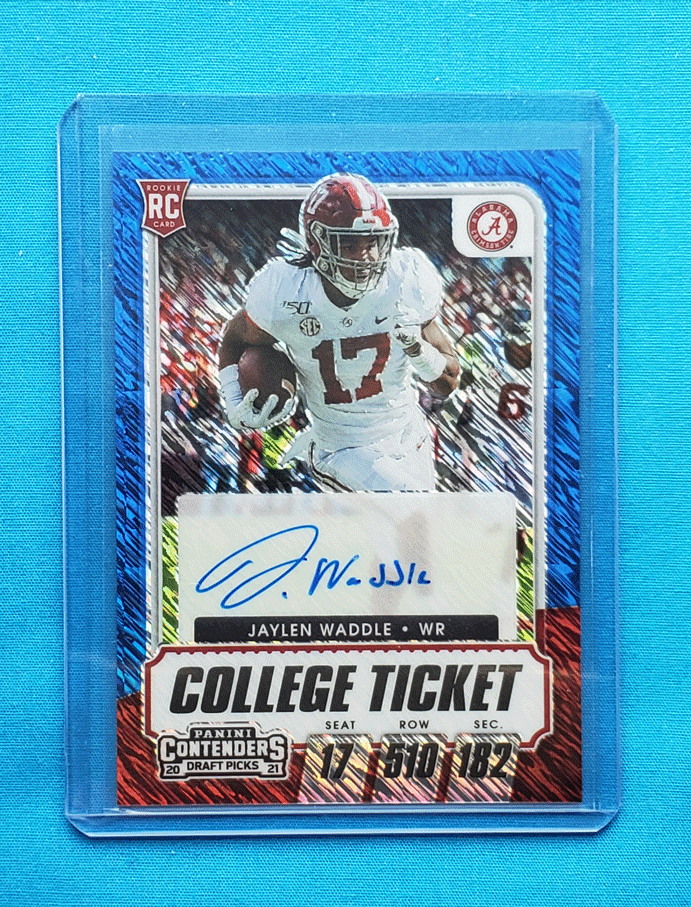 ROOKIE
RC
CARD
ALABAMA
A
CRIMSON TIDE
150
SEC
17
J. Waddle
JAYLEN WADDLE • WR
COLLEGE TICKET
SEAT ROW SEC.
17 510 182
PANINI
CONTENDERS
20 DRAFT PICKS 21